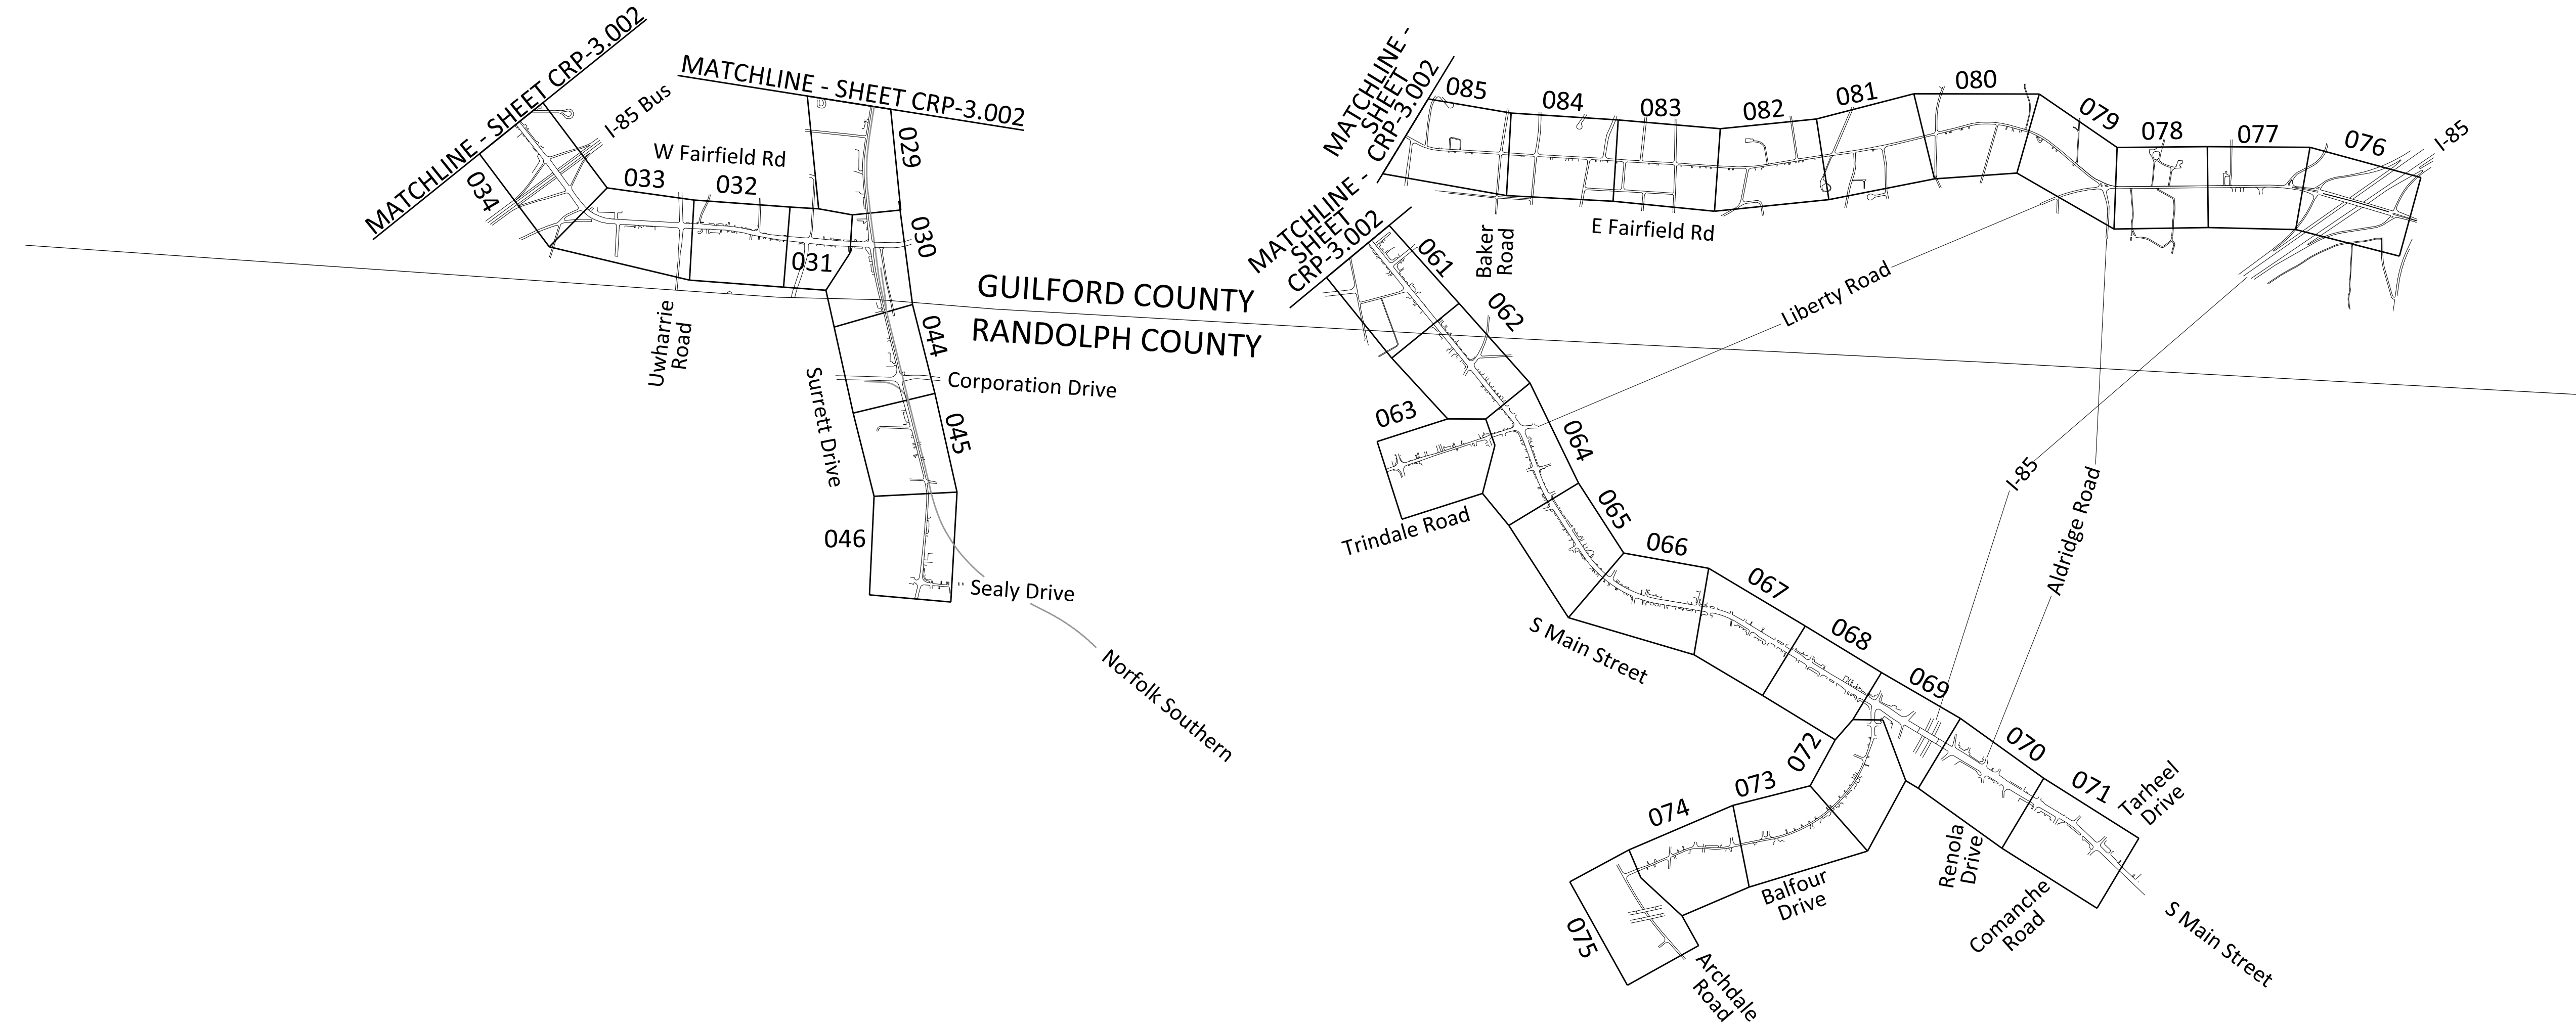 MATCHLINE - SHEET CRP-3.002
MATCHLINE - SHEET CRP-3.002
I-85 Bus
W Fairfield Rd
034
033
032
031
029
030
Uwharrie
Road
044
Surrett Drive
Corporation Drive
045
046
Sealy Drive
Norfolk Southern
GUILFORD COUNTY
RANDOLPH COUNTY
MATCHLINE -
SHEET
CRP-3.002
085
084
083
082
081
080
079
078
077
076
I-85
E Fairfield Rd
Baker
Road
MATCHLINE -
SHEET
CRP-3.002
061
062
Liberty Road
063
064
Trindale Road
065
066
067
068
069
S Main Street
I-85
Aldridge Road
070
071
Tarheel
Drive
072
073
074
075
Balfour
Drive
Archdale
Road
Renola
Drive
Comanche
Road
S Main Street